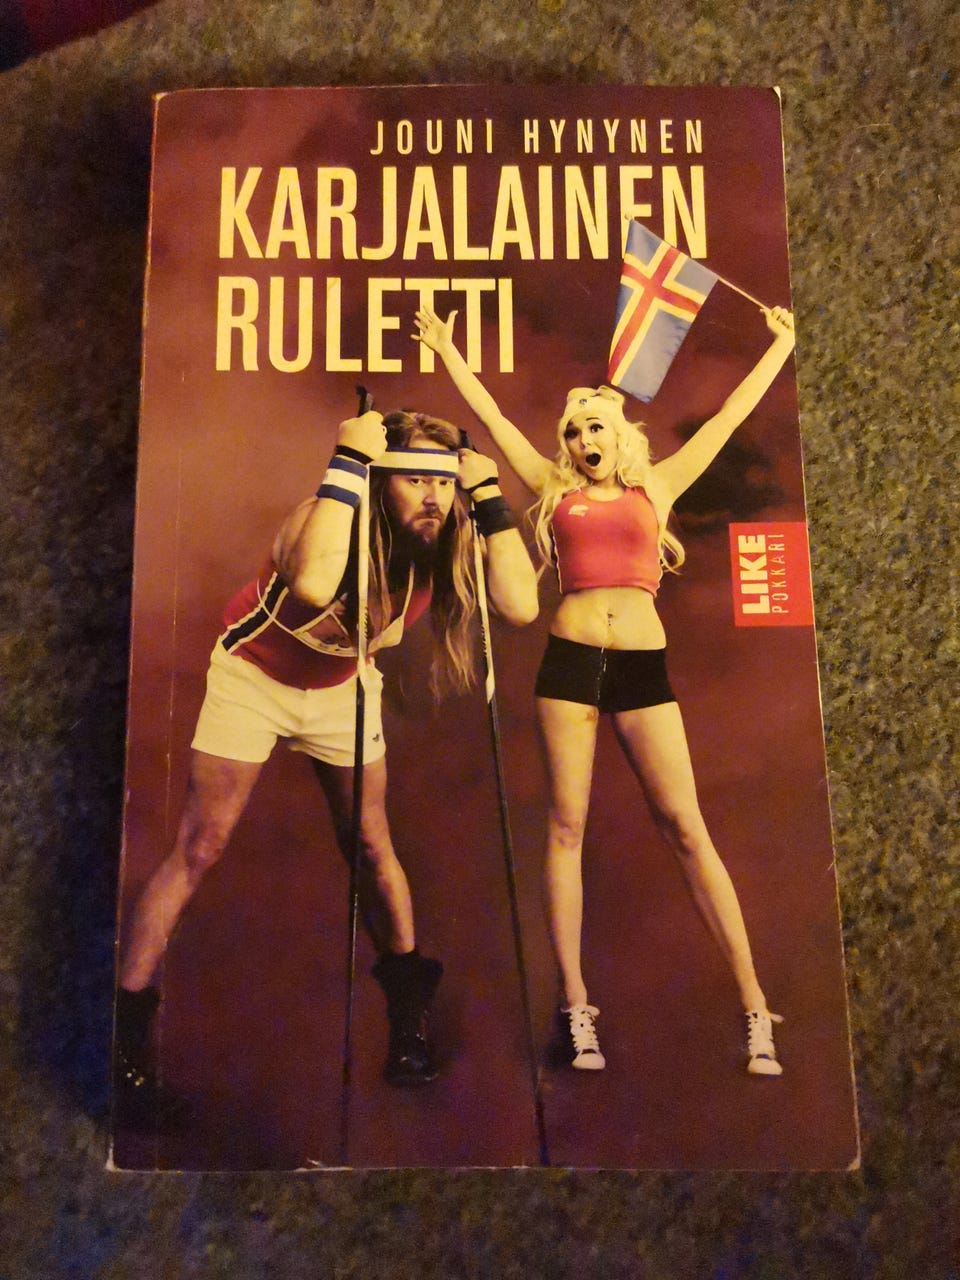 JOUNI HYNYNEN
KARJALAINEN
RULETTI
LIKE
POKKARI